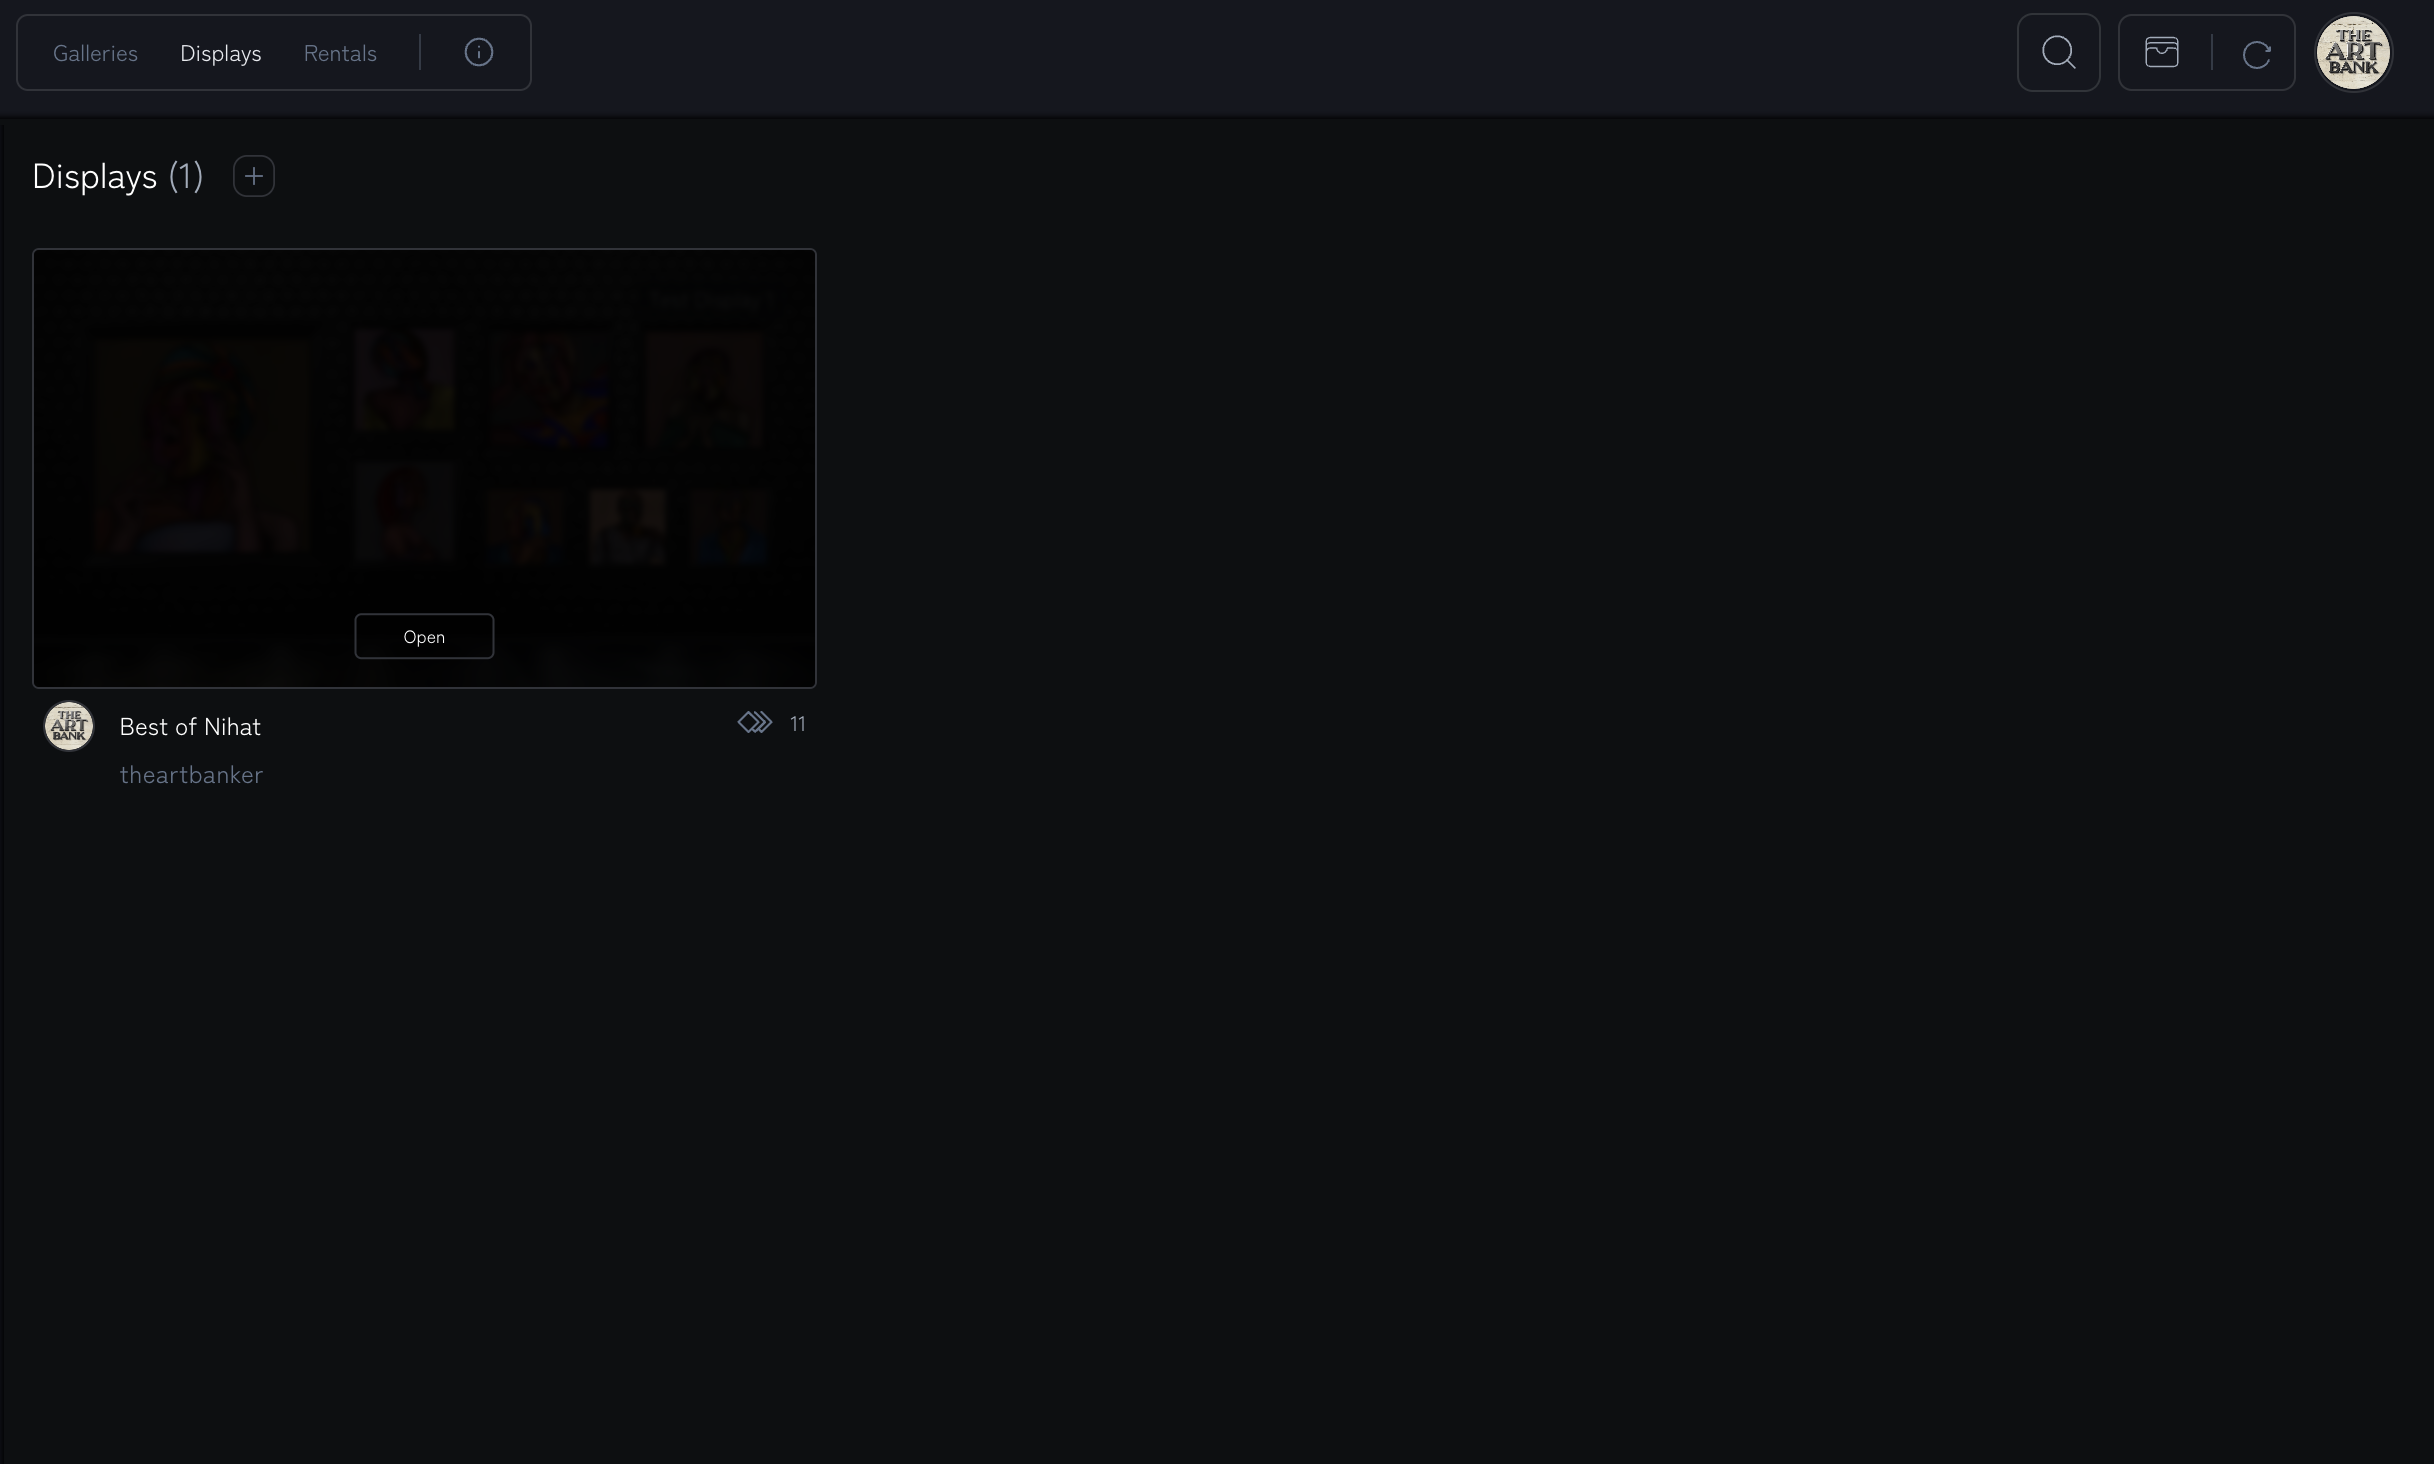 Galleries Displays Rentals
THE
ART
BANK
Displays (1)
Open
THE
ART
BANK
Best of Nihat
11
theartbanker